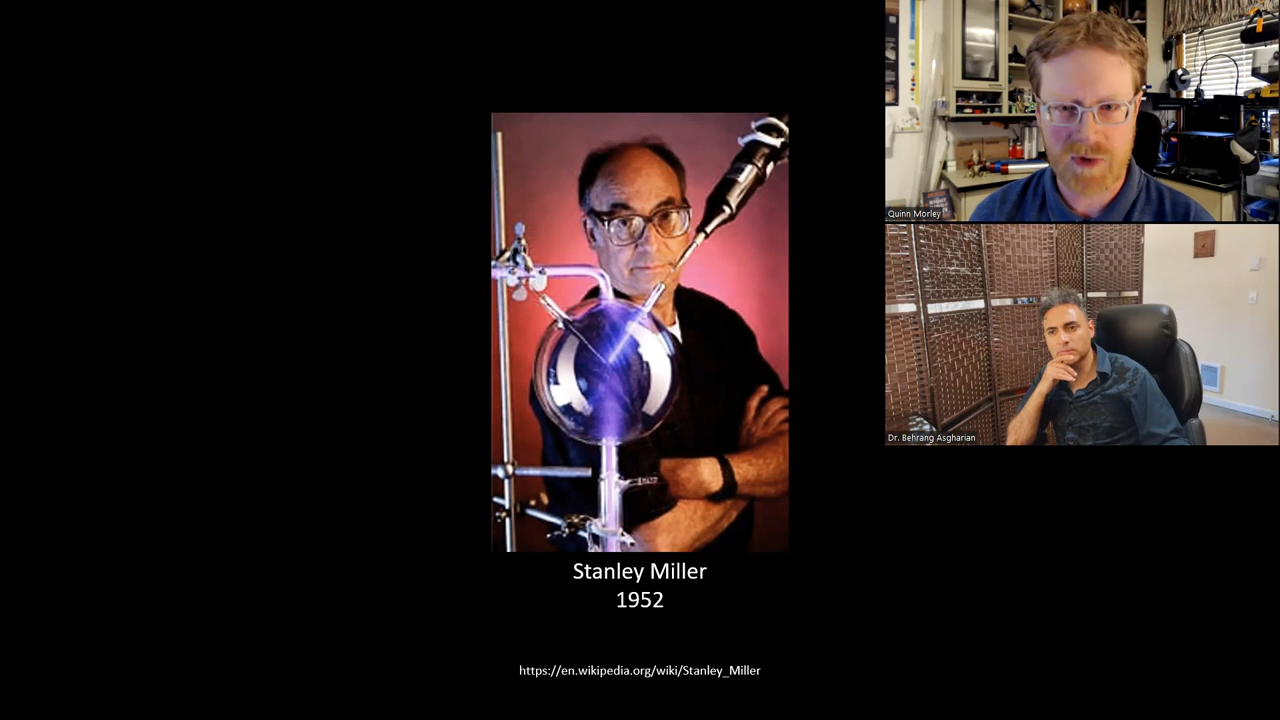 Quinn Morley
Dr. Behrang Asgharian
Stanley Miller
1952
https://en.wikipedia.org/wiki/Stanley_Miller